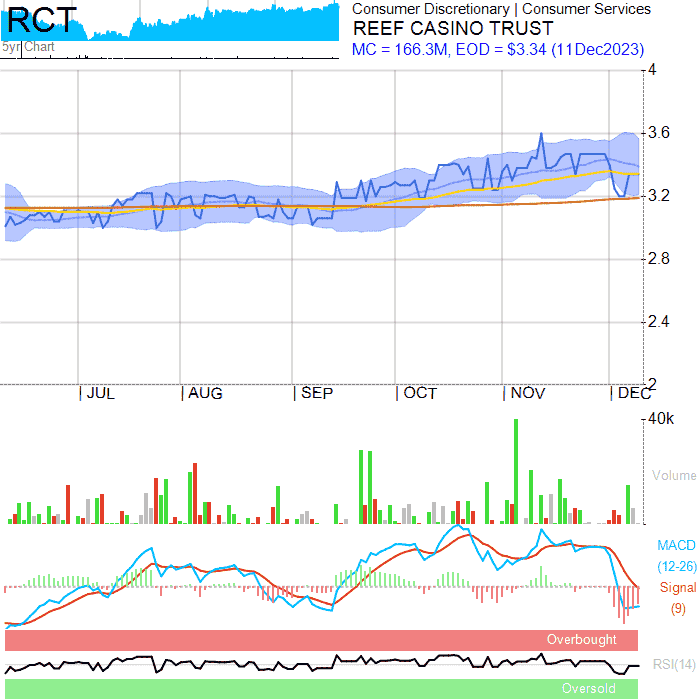 RCT
5yr Chart
Consumer Discretionary | Consumer Services
REEF CASINO TRUST
MC = 166.3M, EOD = $3.34 (11Dec2023)
4
3.6
3.2
2.8
2.4
2
| JUL | AUG | SEP | OCT | NOV | DEC
40k
Volume
MACD
(12-26)
Signal
(9)
Overbought
RSI(14)
Oversold